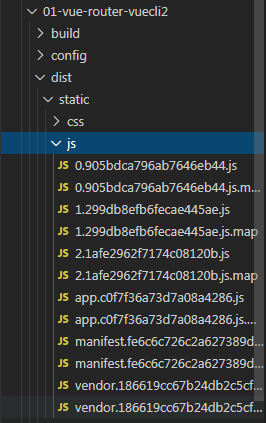 01-vue-router-vuecli2
build
config
dist
static
css
js
JS 0.905bdca796ab7646eb44.js
JS 0.905bdca796ab7646eb44.js.m...
JS 1.299db8efb6fecae445ae.js
JS 1.299db8efb6fecae445ae.js.map
JS 2.1afe2962f7174c08120b.js
JS 2.1afe2962f7174c08120b.js.map
JS app.c0f7f36a73d7a08a4286.js
JS app.c0f7f36a73d7a08a4286.js....
JS manifest.fe6c6c726c2a627389d...
JS manifest.fe6c6c726c2a627389d...
JS vendor.186619cc67b24db2c5cf...
JS vendor.186619cc67b24db2c5cf...